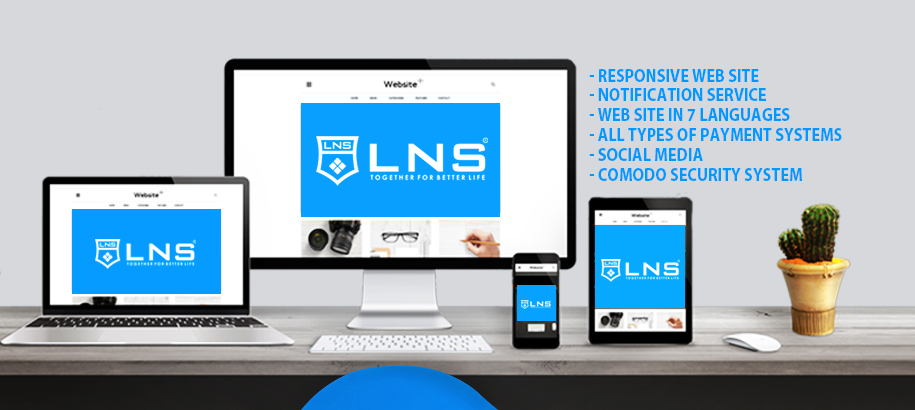 Website+
HOME
NEWS
CATEGORIES
FEATURES
CONTACT
LNS
LNS®
TOGETHER FOR BETTER LIFE
- RESPONSIVE WEB SITE
- NOTIFICATION SERVICE
- WEB SITE IN 7 LANGUAGES
- ALL TYPES OF PAYMENT SYSTEMS
- SOCIAL MEDIA
- COMODO SECURITY SYSTEM
Website+
LNS
LNS
TOGETHER FOR BETTER LIFE
Website
LNS
Website+
LNS
LNS
TOGETHER FOR BETTER LIFE